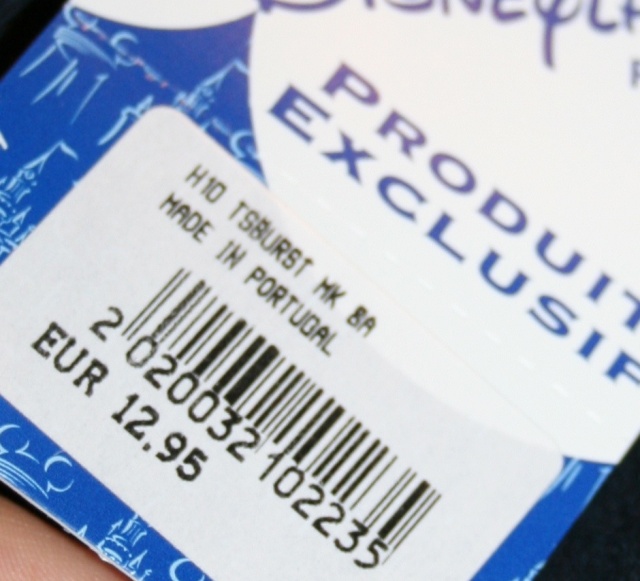 PRODUIT
EXCLUSIF
H10 TSBURST MK 8A
MADE IN PORTUGAL
2 020032 102235
EUR 12.95